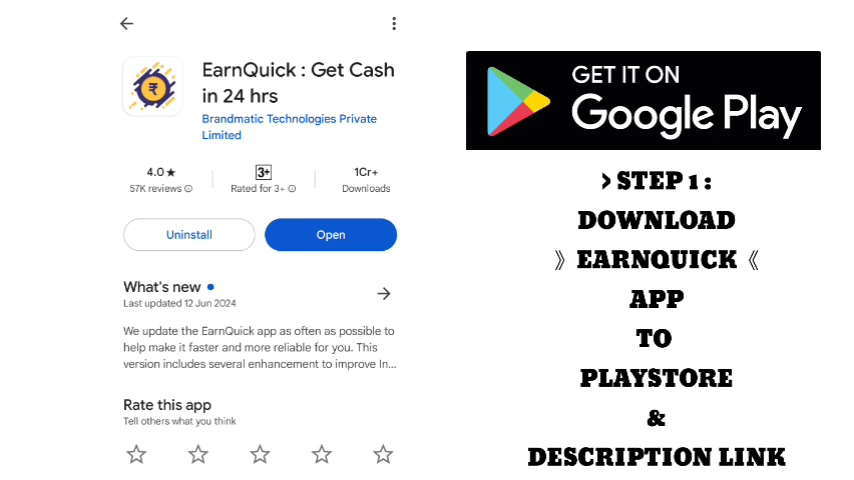 EarnQuick : Get Cash
in 24 hrs
Brandmatic Technologies Private
Limited
4.0★
57K reviews
3+
Rated for 3+
1Cr+
Downloads
Uninstall
Open
What's new
Last updated 12 Jun 2024
We update the EarnQuick app as often as possible to
help make it faster and more reliable for you. This
version includes several enhancement to improve In...
Rate this app
Tell others what you think
GET IT ON
Google Play
› STEP 1 :
DOWNLOAD
》 EARNQUICK 《
APP
TO
PLAYSTORE
&
DESCRIPTION LINK